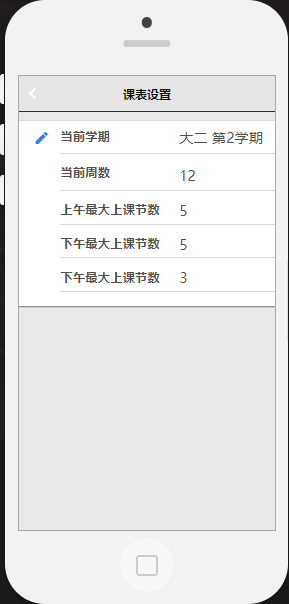 课表设置
当前学期 大二 第2学期
当前周数 12
上午最大上课节数 5
下午最大上课节数 5
下午最大上课节数 3